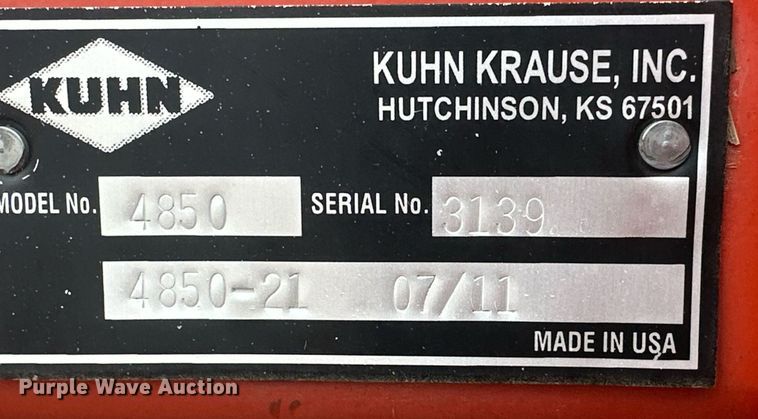 KUHN
KUHN KRAUSE, INC.
HUTCHINSON, KS 67501
MODEL No. 4850 SERIAL No. 3139
4850-21 07/11
MADE IN USA
Purple Wave Auction